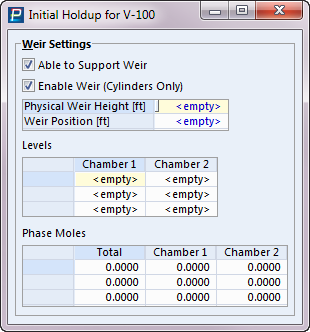 Initial Holdup for V-100
Weir Settings
Able to Support Weir
Enable Weir (Cylinders Only)
Physical Weir Height [ft] <empty>
Weir Position [ft] <empty>
Levels
Chamber 1 Chamber 2
<empty> <empty>
<empty> <empty>
<empty> <empty>
Phase Moles
Total Chamber 1 Chamber 2
0.0000 0.0000 0.0000
0.0000 0.0000 0.0000
0.0000 0.0000 0.0000